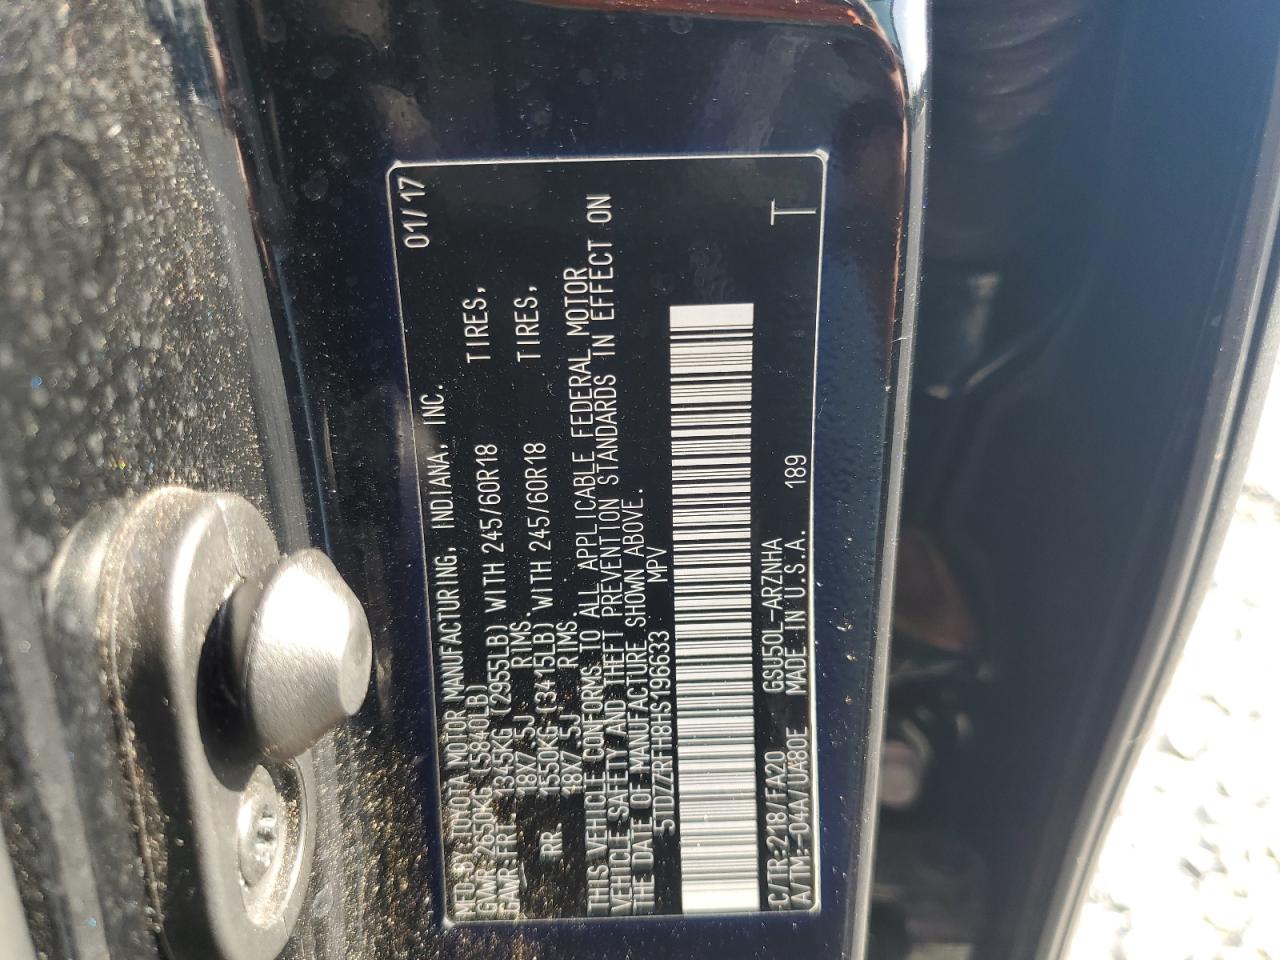 MFD. BY: TOYOTA MOTOR MANUFACTURING, INDIANA, INC. 01/17
GVWR: 2650KG (5840LB)
GAWR: FRT. 1345KG (2955LB) WITH 245/60R18 TIRES,
18X7.5J RIMS.
RR. 1550KG (3415LB) WITH 245/60R18 TIRES,
18X7.5J RIMS.
THIS VEHICLE CONFORMS TO ALL APPLICABLE FEDERAL MOTOR
VEHICLE SAFETY AND THEFT PREVENTION STANDARDS IN EFFECT ON
THE DATE OF MANUFACTURE SHOWN ABOVE.
5TDZZRFH8HS196633 MPV
C/TR:218/FA20 GSU50L-ARZNHA
A/TM:-04A/UA80E MADE IN U.S.A. 189
T